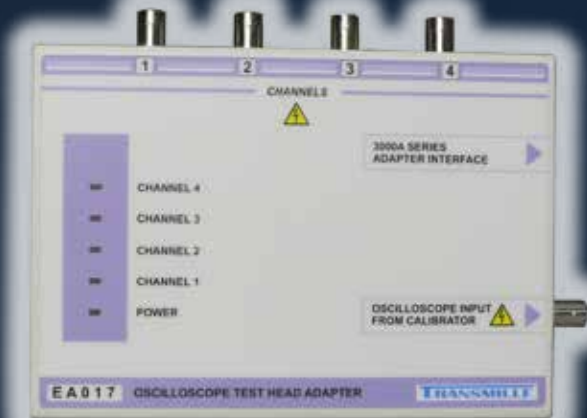 1 2 3 4
CHANNELS
3000A SERIES
ADAPTER INTERFACE
CHANNEL 4
CHANNEL 3
CHANNEL 2
CHANNEL 1
POWER
OSCILLOSCOPE INPUT
FROM CALIBRATOR
EA017 OSCILLOSCOPE TEST HEAD ADAPTER TRANSMILLE